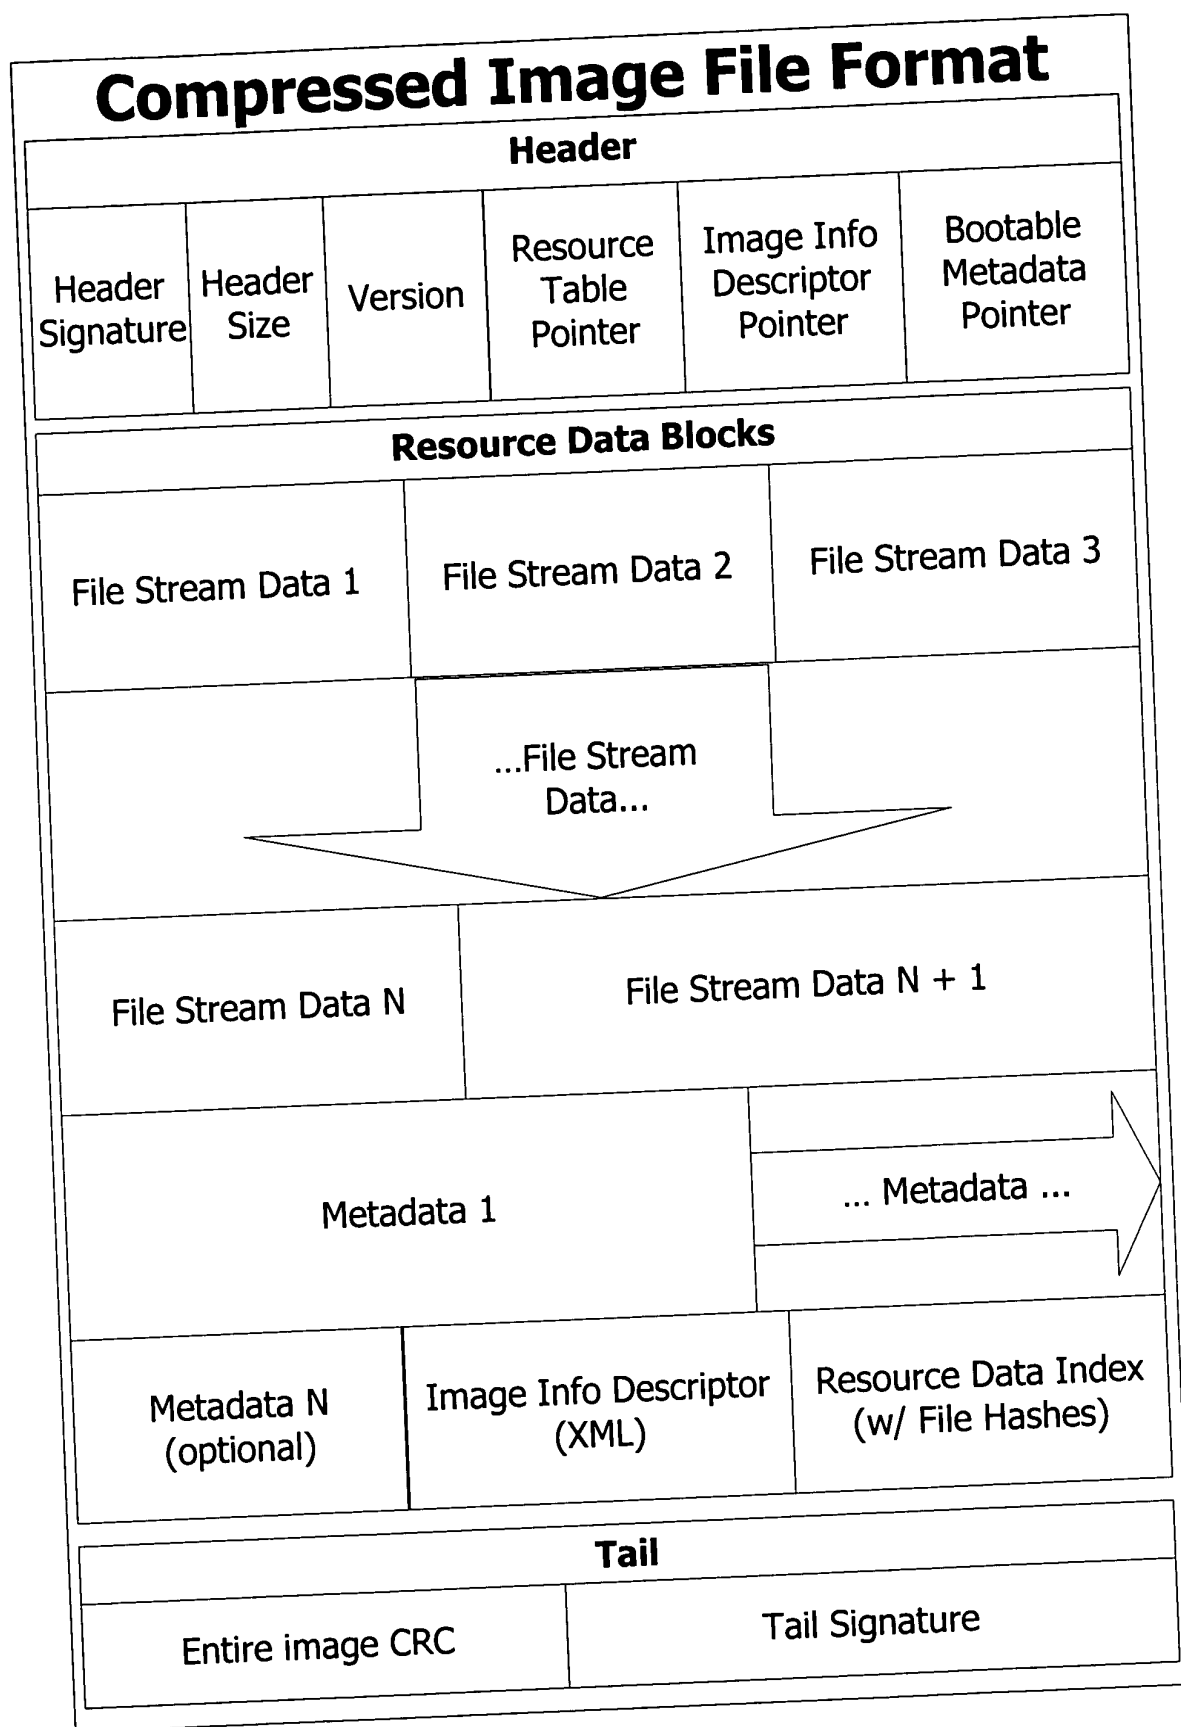 Compressed Image File Format
Header
Header
Signature
Header
Size
Version
Resource
Table
Pointer
Image Info
Descriptor
Pointer
Bootable
Metadata
Pointer
Resource Data Blocks
File Stream Data 1
File Stream Data 2
File Stream Data 3
...File Stream
Data...
File Stream Data N
File Stream Data N + 1
Metadata 1
... Metadata ...
Metadata N
(optional)
Image Info Descriptor
(XML)
Resource Data Index
(w/ File Hashes)
Tail
Entire image CRC
Tail Signature